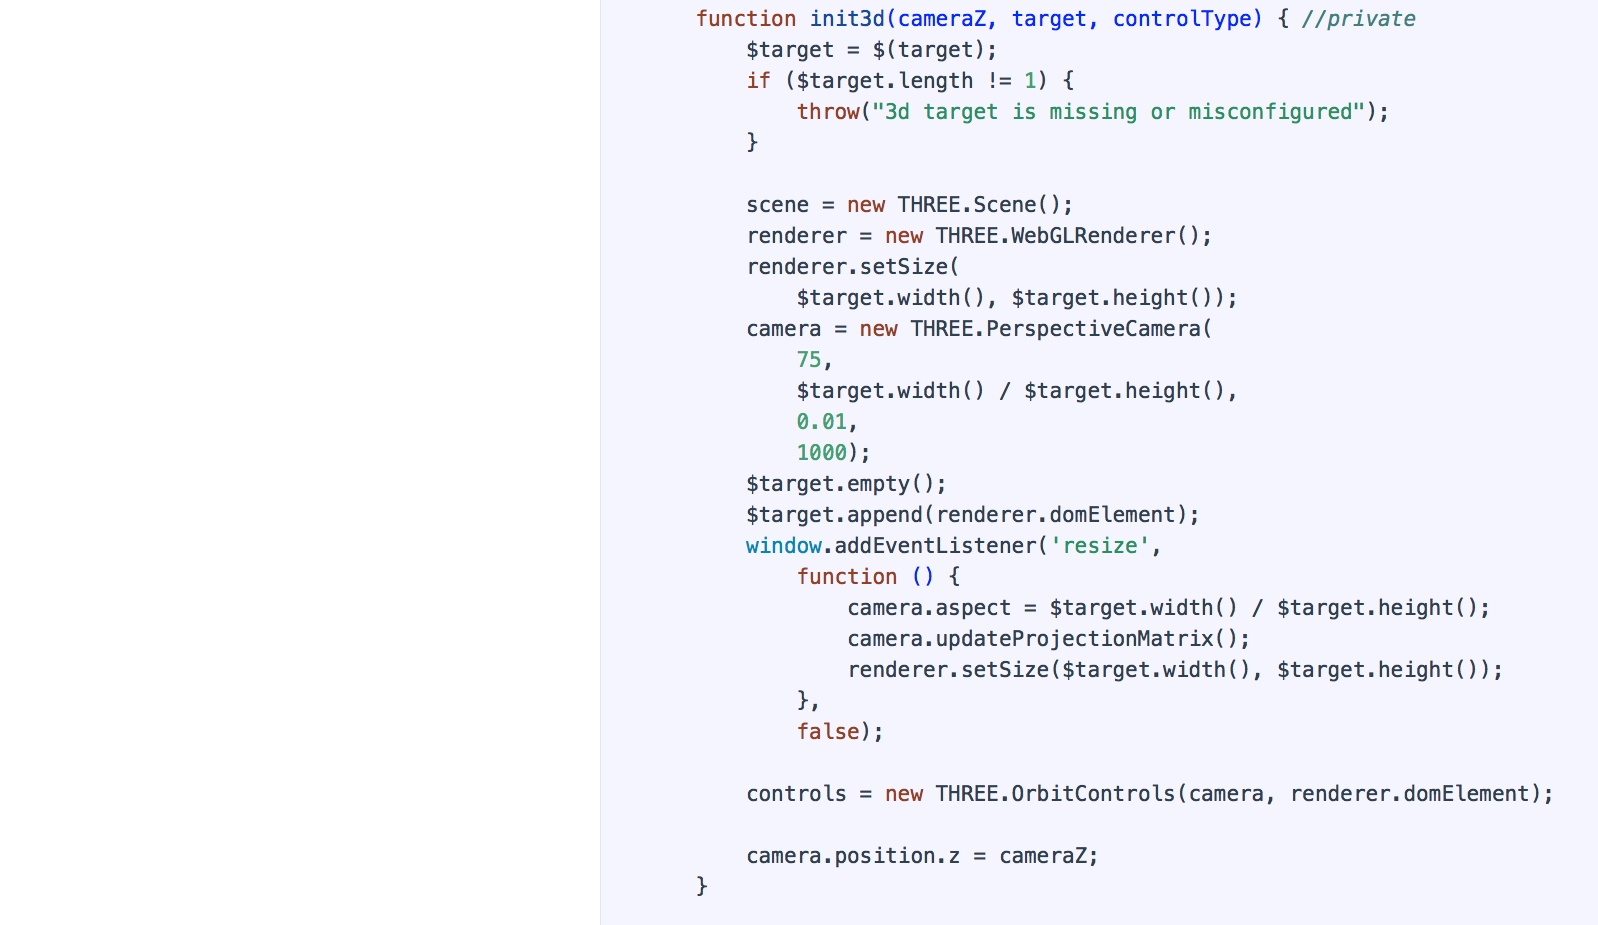 function init3d(cameraZ, target, controlType) { //private
    $target = $(target);
    if ($target.length != 1) {
        throw("3d target is missing or misconfigured");
    }
    scene = new THREE.Scene();
    renderer = new THREE.WebGLRenderer();
    renderer.setSize(
        $target.width(), $target.height());
    camera = new THREE.PerspectiveCamera(
        75,
        $target.width() / $target.height(),
        0.01,
        1000);
    $target.empty();
    $target.append(renderer.domElement);
    window.addEventListener('resize',
        function () {
            camera.aspect = $target.width() / $target.height();
            camera.updateProjectionMatrix();
            renderer.setSize($target.width(), $target.height());
        },
        false);
    controls = new THREE.OrbitControls(camera, renderer.domElement);
    camera.position.z = cameraZ;
}